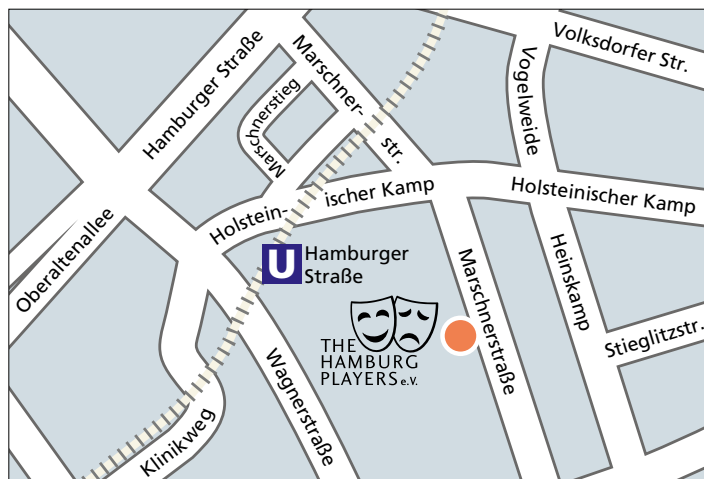 Volksdorfer Str.
Hamburger Straße
Marschner-
str.
Vogelweide
Marschnerstieg
Holstein-
ischer Kamp
Holsteinischer Kamp
Oberaltenallee
U Hamburger
Straße
Heinskamp
Marschnerstraße
Stieglitzstr.
THE
HAMBURG
PLAYERS e.V.
Wagnerstraße
Klinikweg